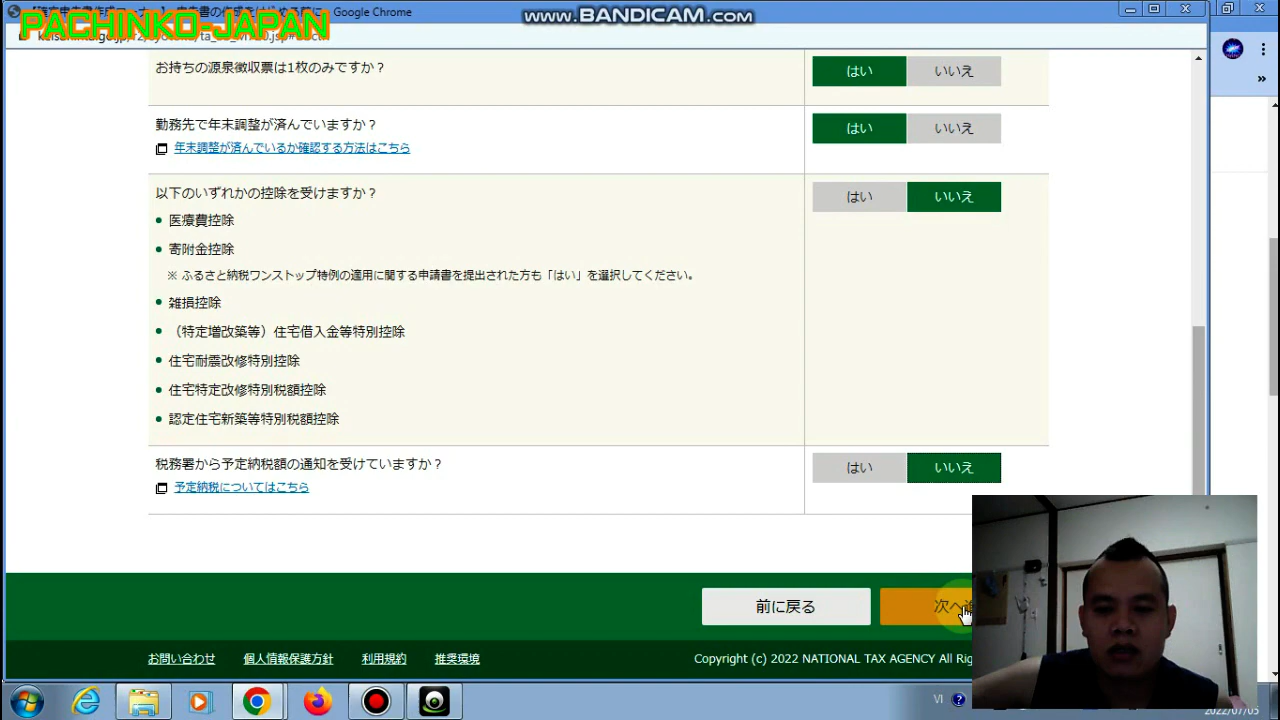 PACHINKO-JAPAN
www.BANDICAM.com
- Google Chrome
お持ちの源泉徴収票は1枚のみですか？
はい
いいえ
勤務先で年末調整が済んでいますか？
はい
いいえ
年末調整が済んでいるか確認する方法はこちら
以下のいずれかの控除を受けますか？
はい
いいえ
医療費控除
寄附金控除
※ ふるさと納税ワンストップ特例の適用に関する申請書を提出された方も「はい」を選択してください。
雑損控除
（特定増改築等）住宅借入金等特別控除
住宅耐震改修特別控除
住宅特定改修特別税額控除
認定住宅新築等特別税額控除
税務署から予定納税額の通知を受けていますか？
はい
いいえ
予定納税についてはこちら
前に戻る
次へ
お問い合わせ
個人情報保護方針
利用規約
推奨環境
Copyright (c) 2022 NATIONAL TAX AGENCY All
VI
2022/07/05